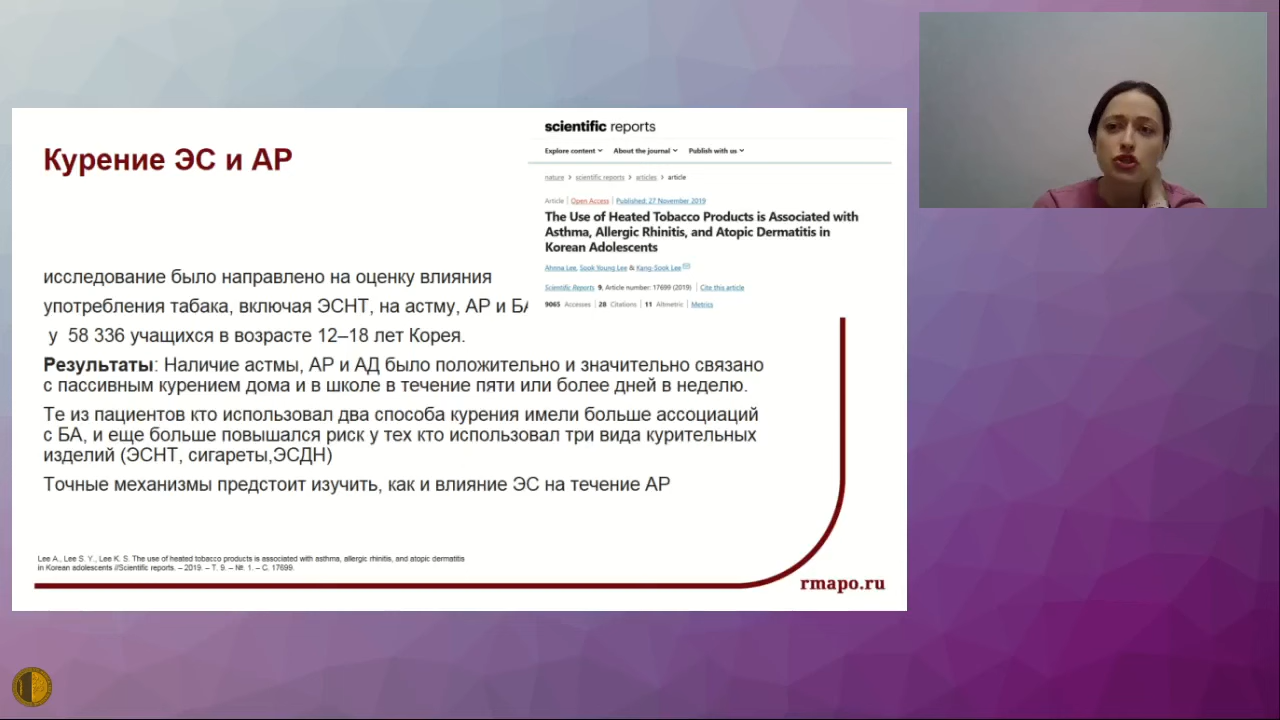 Курение ЭС и АР
scientific reports
Explore content
About the journal
Publish with us
nature > scientific reports > articles > article
Article | Open Access | Published: 27 November 2019
The Use of Heated Tobacco Products is Associated with
Asthma, Allergic Rhinitis, and Atopic Dermatitis in
Korean Adolescents
Ahnna Lee, Sook Young Lee & Kang-Sook Lee
Scientific Reports 9, Article number: 17699 (2019) | Cite this article
9065 Accesses | 28 Citations | 11 Altmetric | Metrics
исследование было направлено на оценку влияния
употребления табака, включая ЭСНТ, на астму, АР и БА
у 58 336 учащихся в возрасте 12–18 лет Корея.
Результаты: Наличие астмы, АР и АД было положительно и значительно связано
с пассивным курением дома и в школе в течение пяти или более дней в неделю.
Те из пациентов кто использовал два способа курения имели больше ассоциаций
с БА, и еще больше повышался риск у тех кто использовал три вида курительных
изделий (ЭСНТ, сигареты,ЭСДН)
Точные механизмы предстоит изучить, как и влияние ЭС на течение АР
Lee A., Lee S. Y., Lee K. S. The use of heated tobacco products is associated with asthma, allergic rhinitis, and atopic dermatitis
in Korean adolescents //Scientific reports. – 2019. – Т. 9. – №. 1. – С. 17699.
rmapo.ru